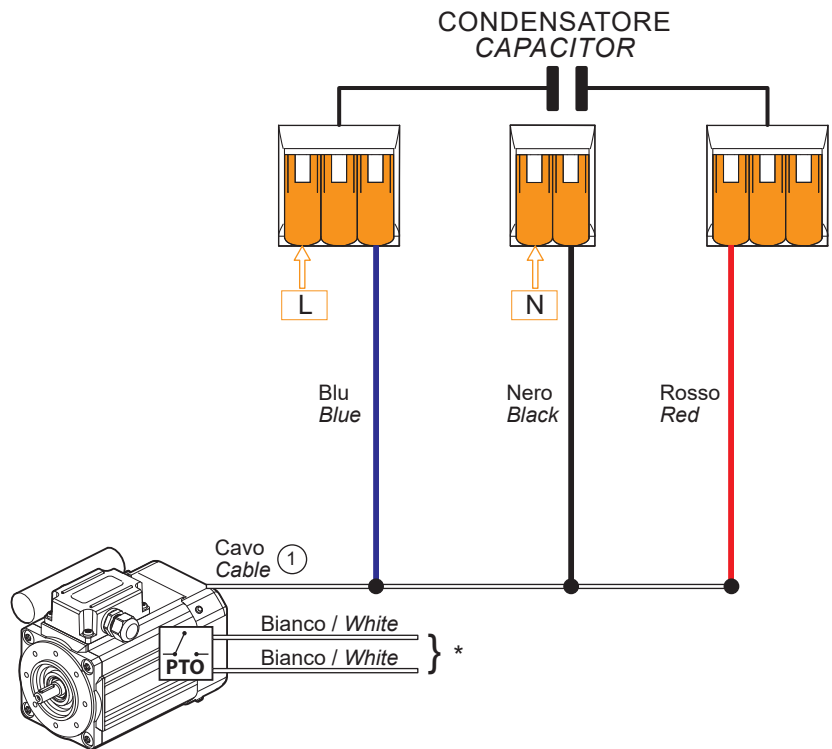 CONDENSATORE
CAPACITOR
L
N
Blu
Blue
Nero
Black
Rosso
Red
Cavo
Cable 1
Bianco / White
Bianco / White
} *
PTO